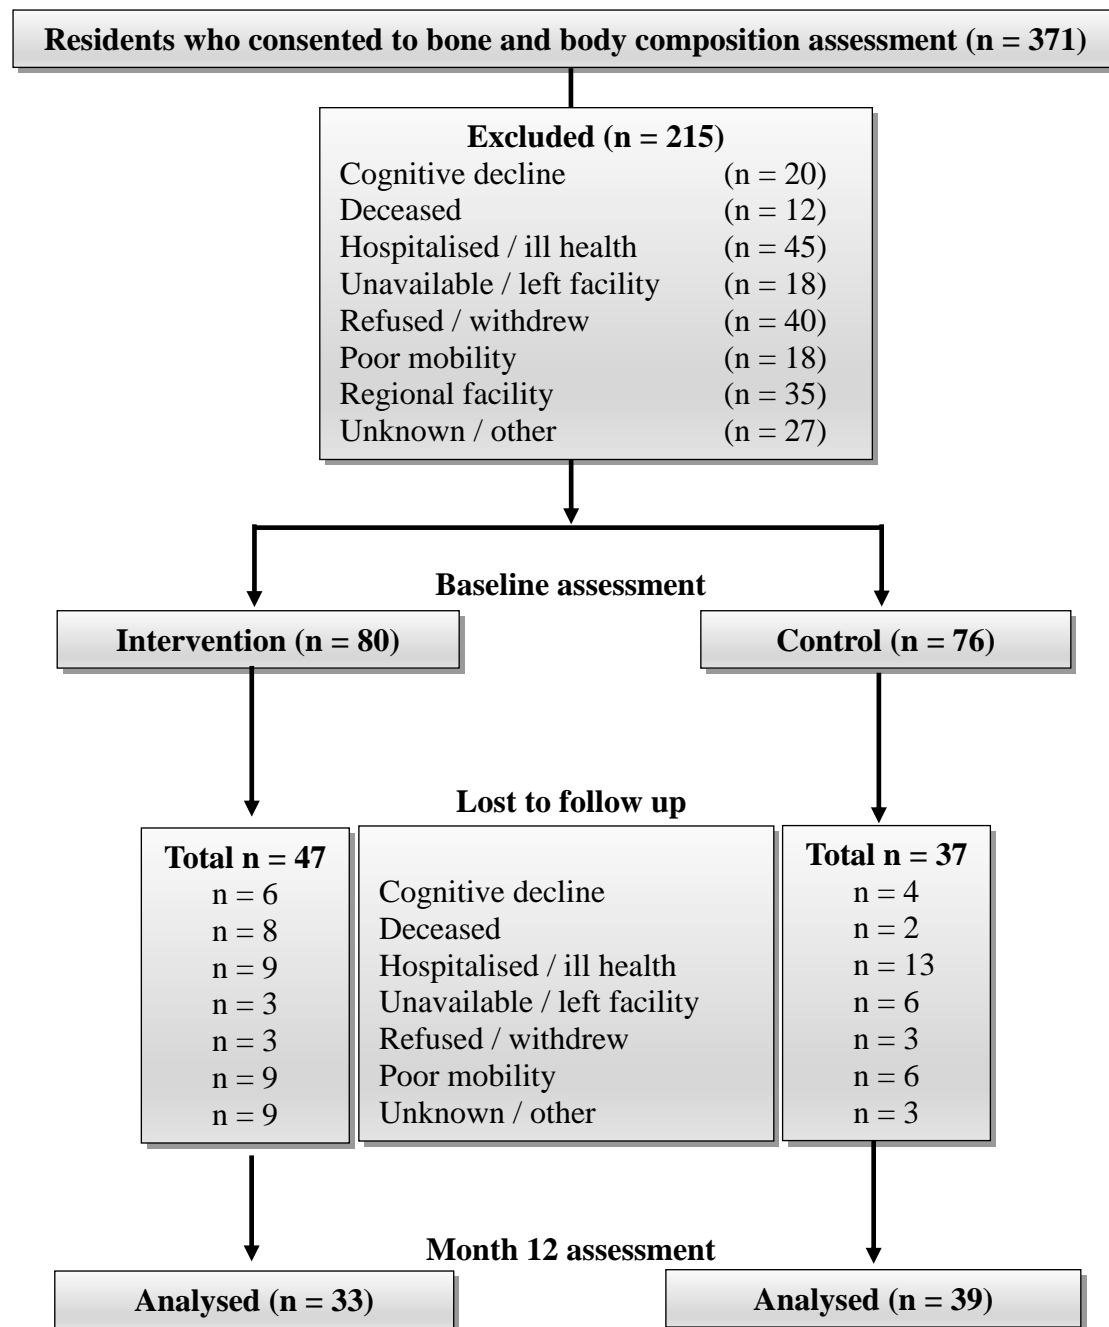 Residents who consented to bone and body composition assessment (n = 371)
Excluded (n = 215)
Cognitive decline (n = 20)
Deceased (n = 12)
Hospitalised / ill health (n = 45)
Unavailable / left facility (n = 18)
Refused / withdrew (n = 40)
Poor mobility (n = 18)
Regional facility (n = 35)
Unknown / other (n = 27)
Baseline assessment
Intervention (n = 80)
Control (n = 76)
Lost to follow up
Total n = 47
n = 6
n = 8
n = 9
n = 3
n = 3
n = 9
n = 9
Cognitive decline
Deceased
Hospitalised / ill health
Unavailable / left facility
Refused / withdrew
Poor mobility
Unknown / other
Total n = 37
n = 4
n = 2
n = 13
n = 6
n = 3
n = 6
n = 3
Month 12 assessment
Analysed (n = 33)
Analysed (n = 39)